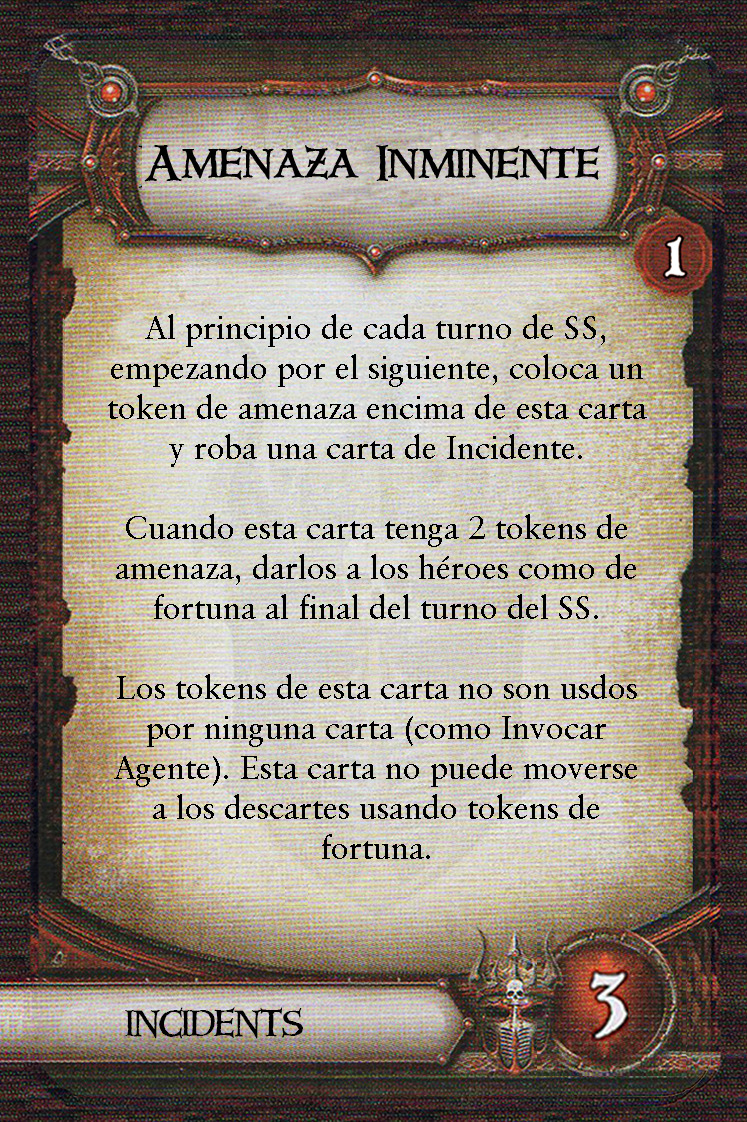 Amenaza Inminente
1
Al principio de cada turno de SS,
empezando por el siguiente, coloca un
token de amenaza encima de esta carta
y roba una carta de Incidente.
Cuando esta carta tenga 2 tokens de
amenaza, darlos a los héroes como de
fortuna al final del turno del SS.
Los tokens de esta carta no son usdos
por ninguna carta (como Invocar
Agente). Esta carta no puede moverse
a los descartes usando tokens de
fortuna.
INCIDENTS
3